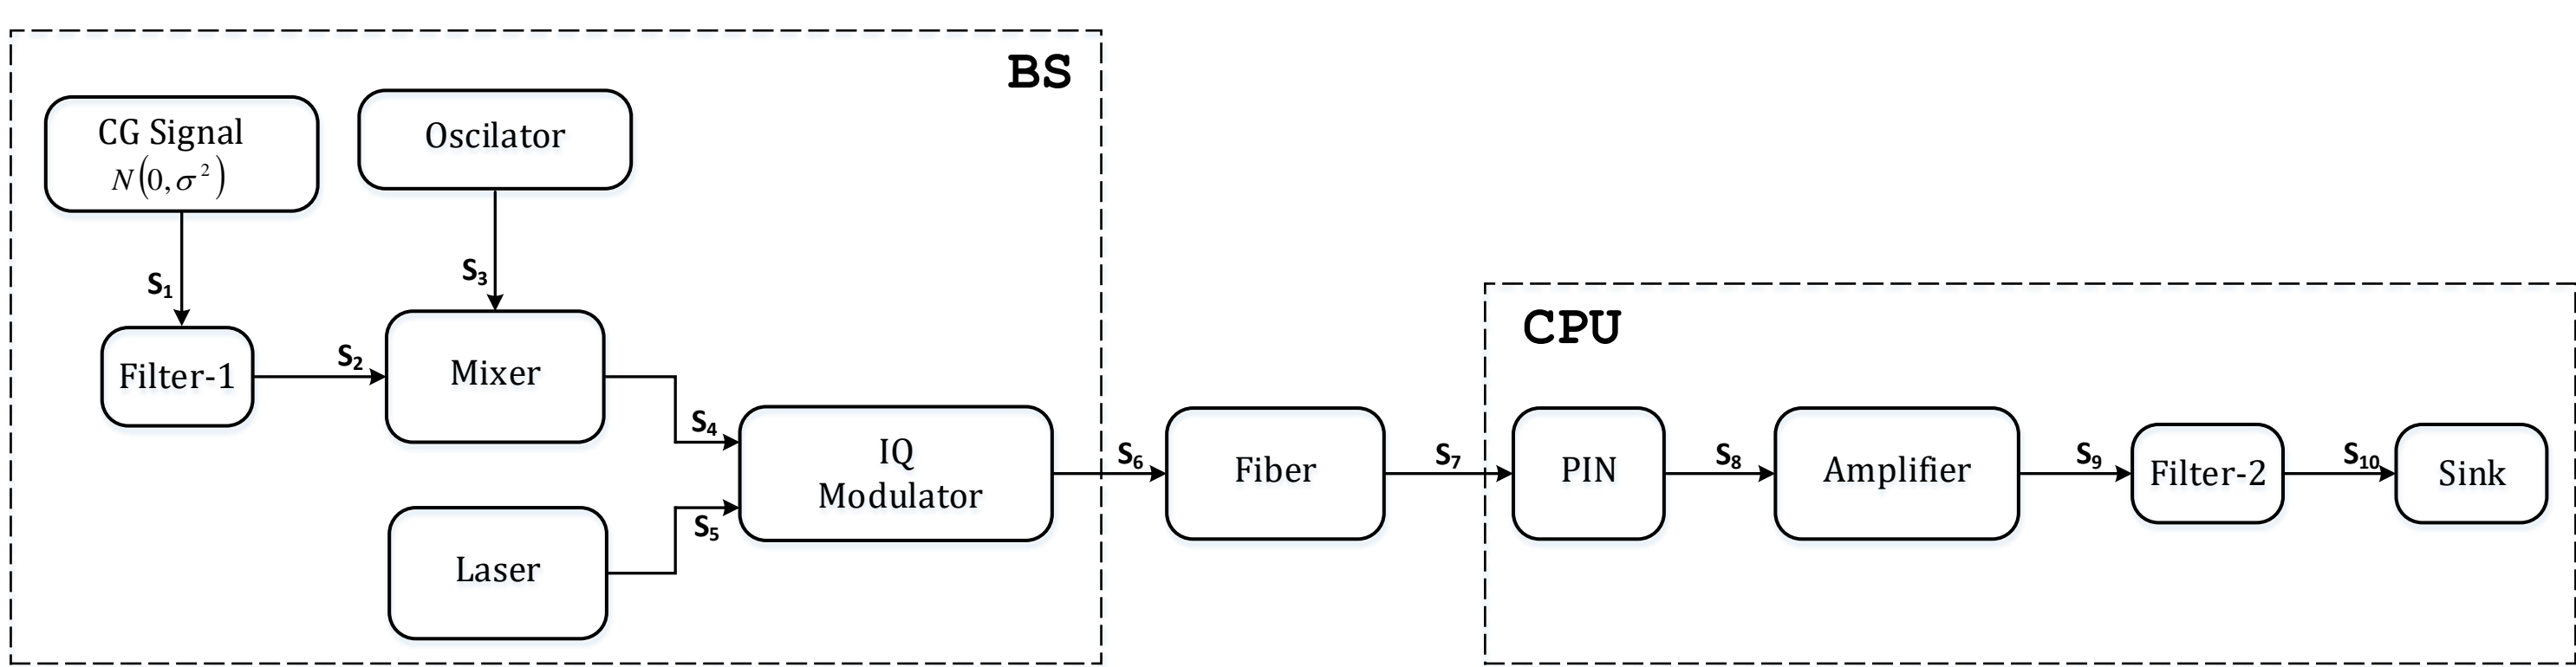 BS
CG Signal
N(0, σ²)
Oscilator
S₁
S₃
Filter-1
S₂
Mixer
S₄
IQ
Modulator
Laser
S₅
S₆
Fiber
S₇
CPU
PIN
S₈
Amplifier
S₉
Filter-2
S₁₀
Sink